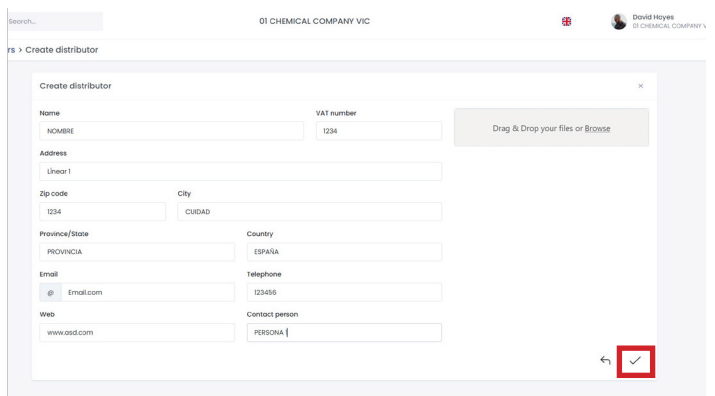 Search...
01 CHEMICAL COMPANY VIC
David Hayes
01 CHEMICAL COMPANY V
rs > Create distributor
Create distributor
Name
VAT number
NOMBRE
1234
Drag & Drop your files or Browse
Address
Línear 1
Zip code
City
1234
CUIDAD
Province/State
Country
PROVINCIA
ESPAÑA
Email
Telephone
@ Email.com
123456
Web
Contact person
www.asd.com
PERSONA 1